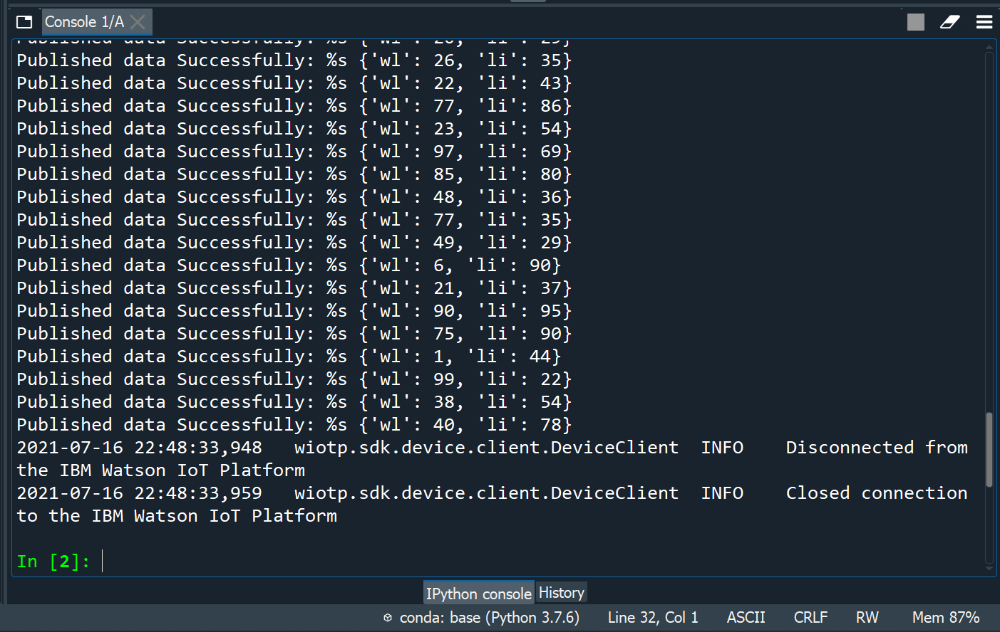 Console 1/A
Published data Successfully: %s {'wl': 26, 'li': 35}
Published data Successfully: %s {'wl': 22, 'li': 43}
Published data Successfully: %s {'wl': 77, 'li': 86}
Published data Successfully: %s {'wl': 23, 'li': 54}
Published data Successfully: %s {'wl': 97, 'li': 69}
Published data Successfully: %s {'wl': 85, 'li': 80}
Published data Successfully: %s {'wl': 48, 'li': 36}
Published data Successfully: %s {'wl': 77, 'li': 35}
Published data Successfully: %s {'wl': 49, 'li': 29}
Published data Successfully: %s {'wl': 6, 'li': 90}
Published data Successfully: %s {'wl': 21, 'li': 37}
Published data Successfully: %s {'wl': 90, 'li': 95}
Published data Successfully: %s {'wl': 75, 'li': 90}
Published data Successfully: %s {'wl': 1, 'li': 44}
Published data Successfully: %s {'wl': 99, 'li': 22}
Published data Successfully: %s {'wl': 38, 'li': 54}
Published data Successfully: %s {'wl': 40, 'li': 78}
2021-07-16 22:48:33,948   wiotp.sdk.device.client.DeviceClient  INFO    Disconnected from
the IBM Watson IoT Platform
2021-07-16 22:48:33,959   wiotp.sdk.device.client.DeviceClient  INFO    Closed connection
to the IBM Watson IoT Platform
In [2]:
IPython console History
conda: base (Python 3.7.6) Line 32, Col 1 ASCII CRLF RW Mem 87%